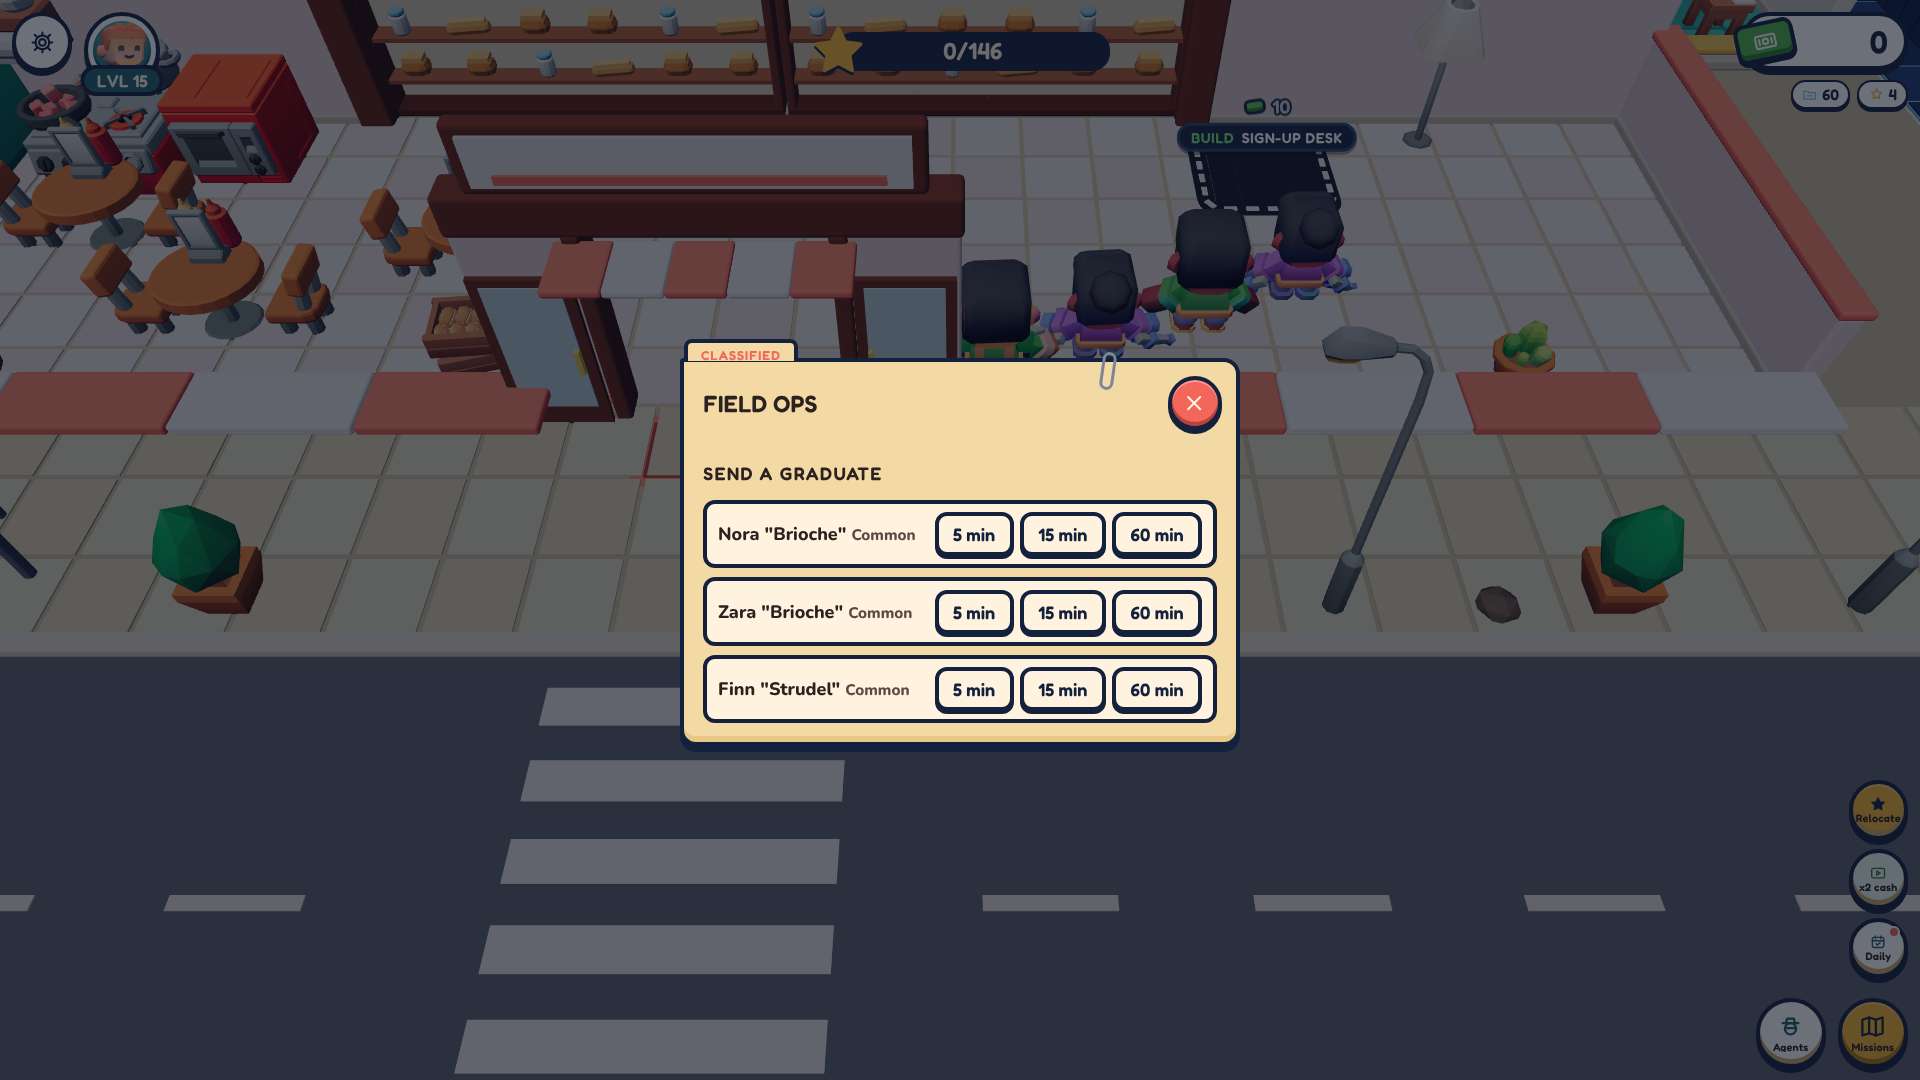 LVL 15
0/146
0
60
4
10
BUILD SIGN-UP DESK
CLASSIFIED
FIELD OPS
SEND A GRADUATE
Nora "Brioche" Common 5 min 15 min 60 min
Zara "Brioche" Common 5 min 15 min 60 min
Finn "Strudel" Common 5 min 15 min 60 min
Relocate
x2 cash
Daily
Agents
Missions